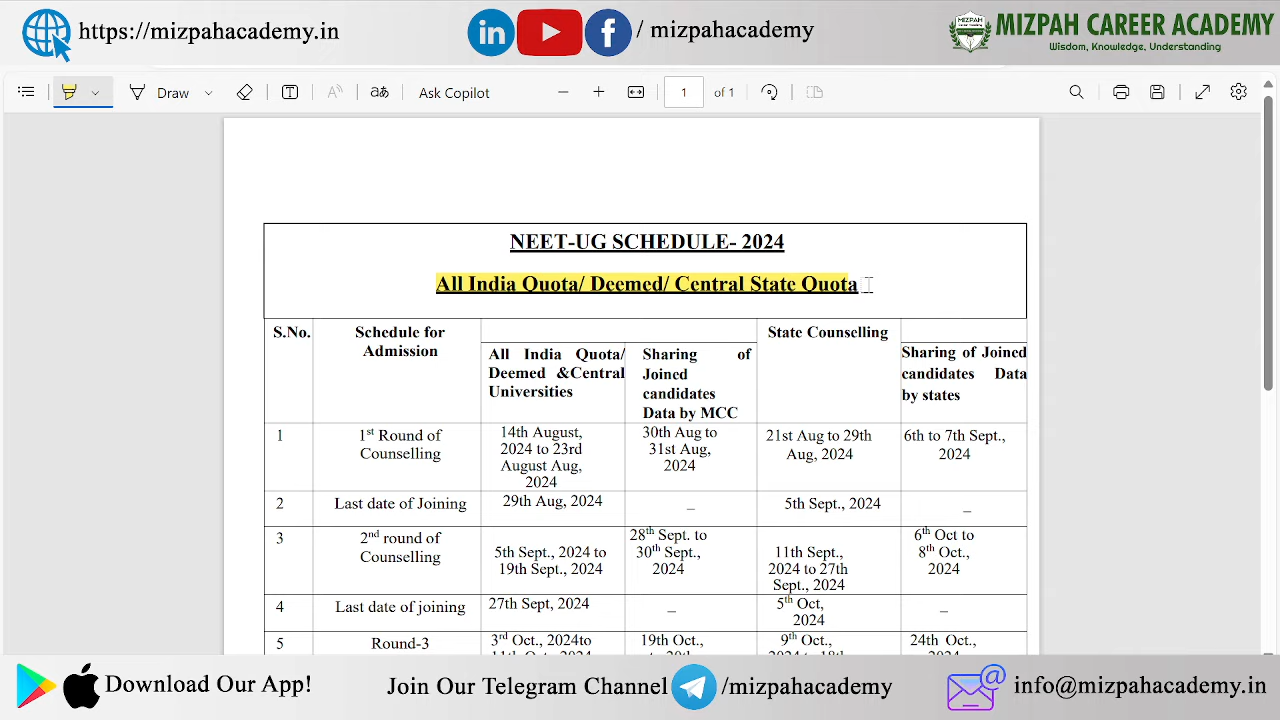 https://mizpahacademy.in
in
f
/ mizpahacademy
MIZPAH CAREER ACADEMY
Wisdom, Knowledge, Understanding
Draw
Ask Copilot
1
of 1
NEET-UG SCHEDULE- 2024
All India Quota/ Deemed/ Central State Quota
S.No.
Schedule for
Admission
All India Quota/
Deemed &Central
Universities
Sharing of
Joined
candidates
Data by MCC
State Counselling
Sharing of Joined
candidates Data
by states
1
1st Round of
Counselling
14th August,
2024 to 23rd
August Aug,
2024
30th Aug to
31st Aug,
2024
21st Aug to 29th
Aug, 2024
6th to 7th Sept.,
2024
2
Last date of Joining
29th Aug, 2024
–
5th Sept., 2024
–
3
2nd round of
Counselling
5th Sept., 2024 to
19th Sept., 2024
28th Sept. to
30th Sept.,
2024
11th Sept.,
2024 to 27th
Sept., 2024
6th Oct to
8th Oct.,
2024
4
Last date of joining
27th Sept, 2024
–
5th Oct,
2024
–
5
Round-3
3rd Oct., 2024to
19th Oct.,
9th Oct.,
24th Oct.,
Download Our App!
Join Our Telegram Channel
/mizpahacademy
@
info@mizpahacademy.in